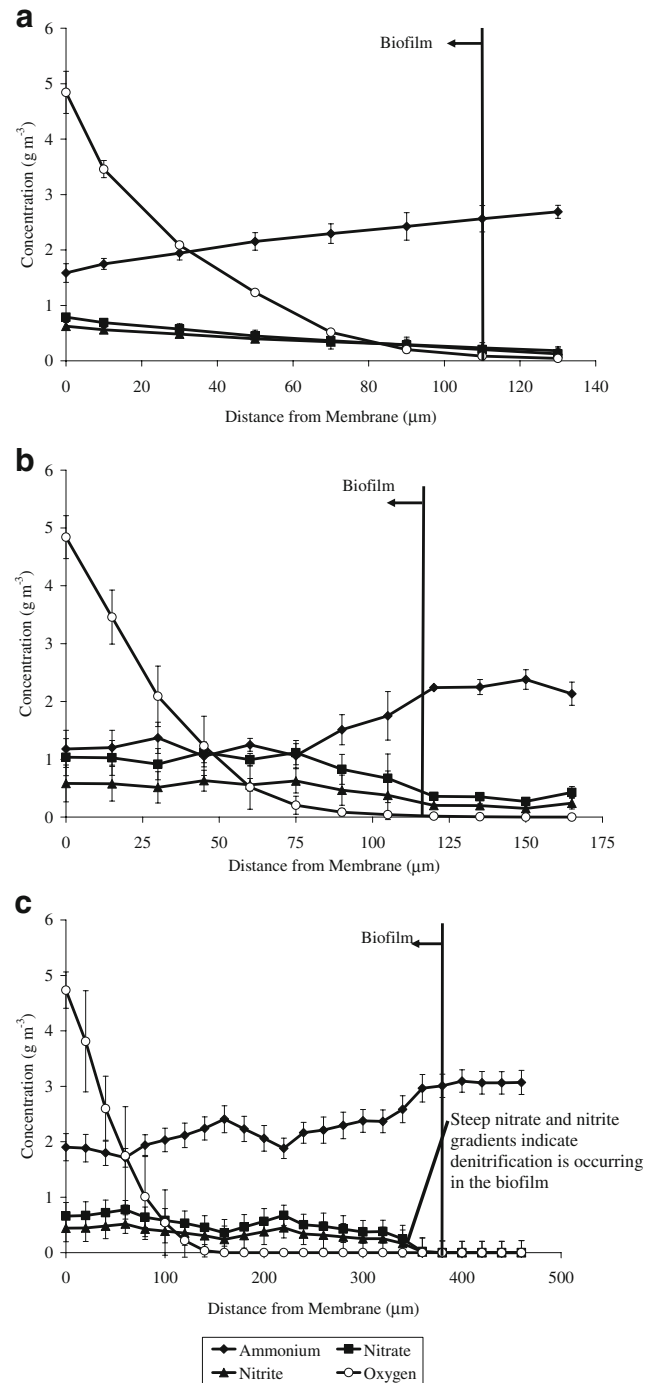 a
Biofilm
6
5
4
3
2
1
0
Concentration (g m-3)
0 20 40 60 80 100 120 140
Distance from Membrane (µm)
b
Biofilm
6
5
4
3
2
1
0
Concentration (g m-3)
0 25 50 75 100 125 150 175
Distance from Membrane (µm)
c
Biofilm
6
5
4
3
2
1
0
Concentration (g m-3)
Steep nitrate and nitrite
gradients indicate
denitrification is occurring
in the biofilm
0 100 200 300 400 500
Distance from Membrane (µm)
Ammonium Nitrate
Nitrite Oxygen